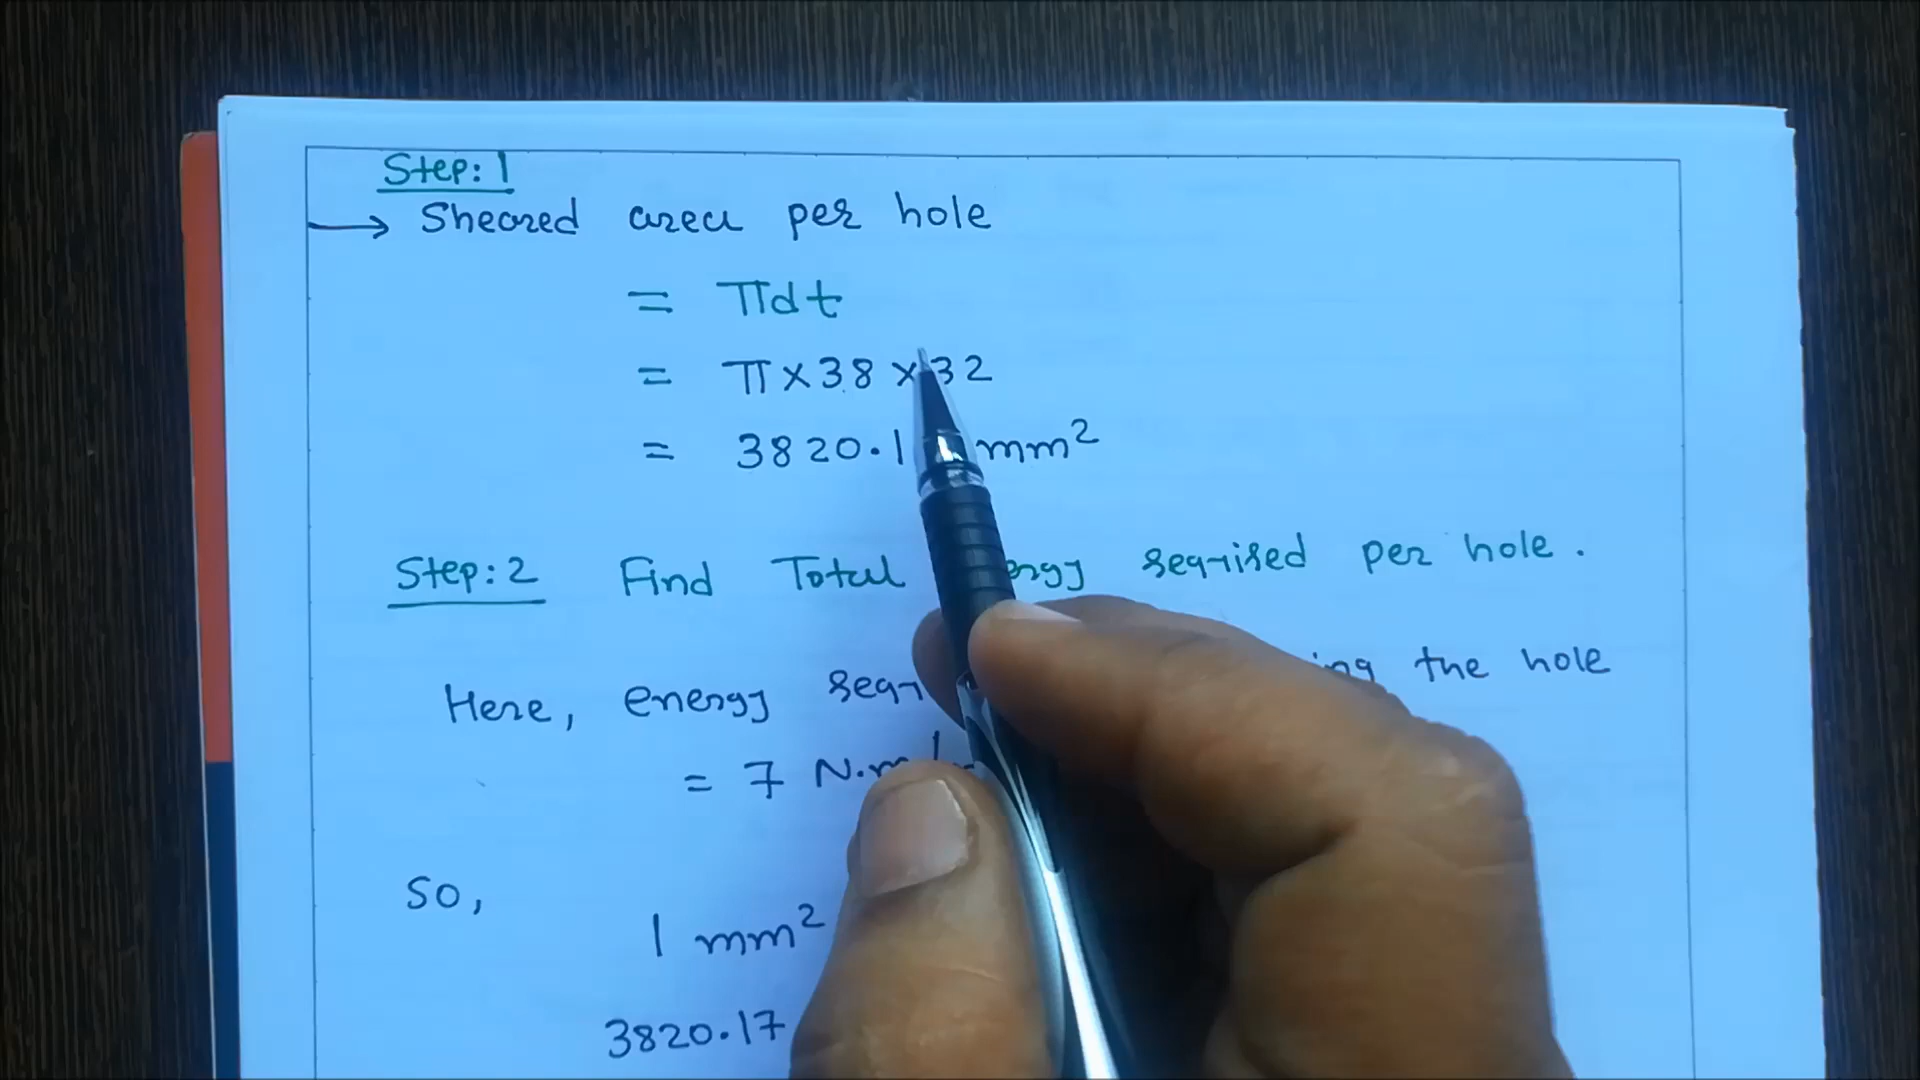 Step: 1
→ Sheared area per hole
= πdt
= π × 38 × 32
= 3820.1 mm²
Step: 2 Find Total required per hole.
Here, energy the hole
= 7 N.m/
So,
1 mm²
3820.17